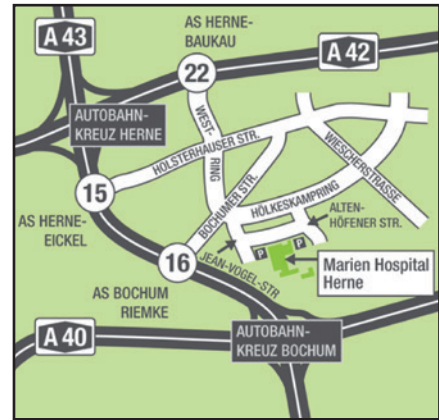 AS HERNE-
BAUKAU
A 43
A 42
22
AUTOBAHN-
KREUZ HERNE
WEST-
RING
HOLSTERHAUSER STR.
WIESCHERSTRASSE
15
BOCHUMER STR.
HÖLKESKAMPRING
AS HERNE-
EICKEL
ALTEN-
HÖFENER STR.
16
JEAN-VOGEL-STR
P
P
Marien Hospital
Herne
AS BOCHUM
RIEMKE
A 40
AUTOBAHN-
KREUZ BOCHUM